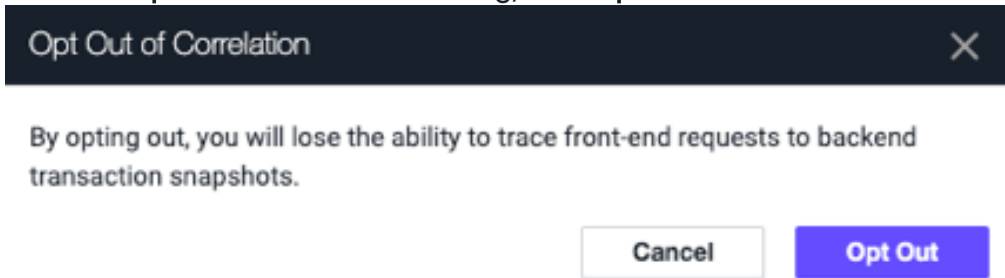 Opt Out of Correlation
By opting out, you will lose the ability to trace front-end requests to backend
transaction snapshots.
Cancel Opt Out